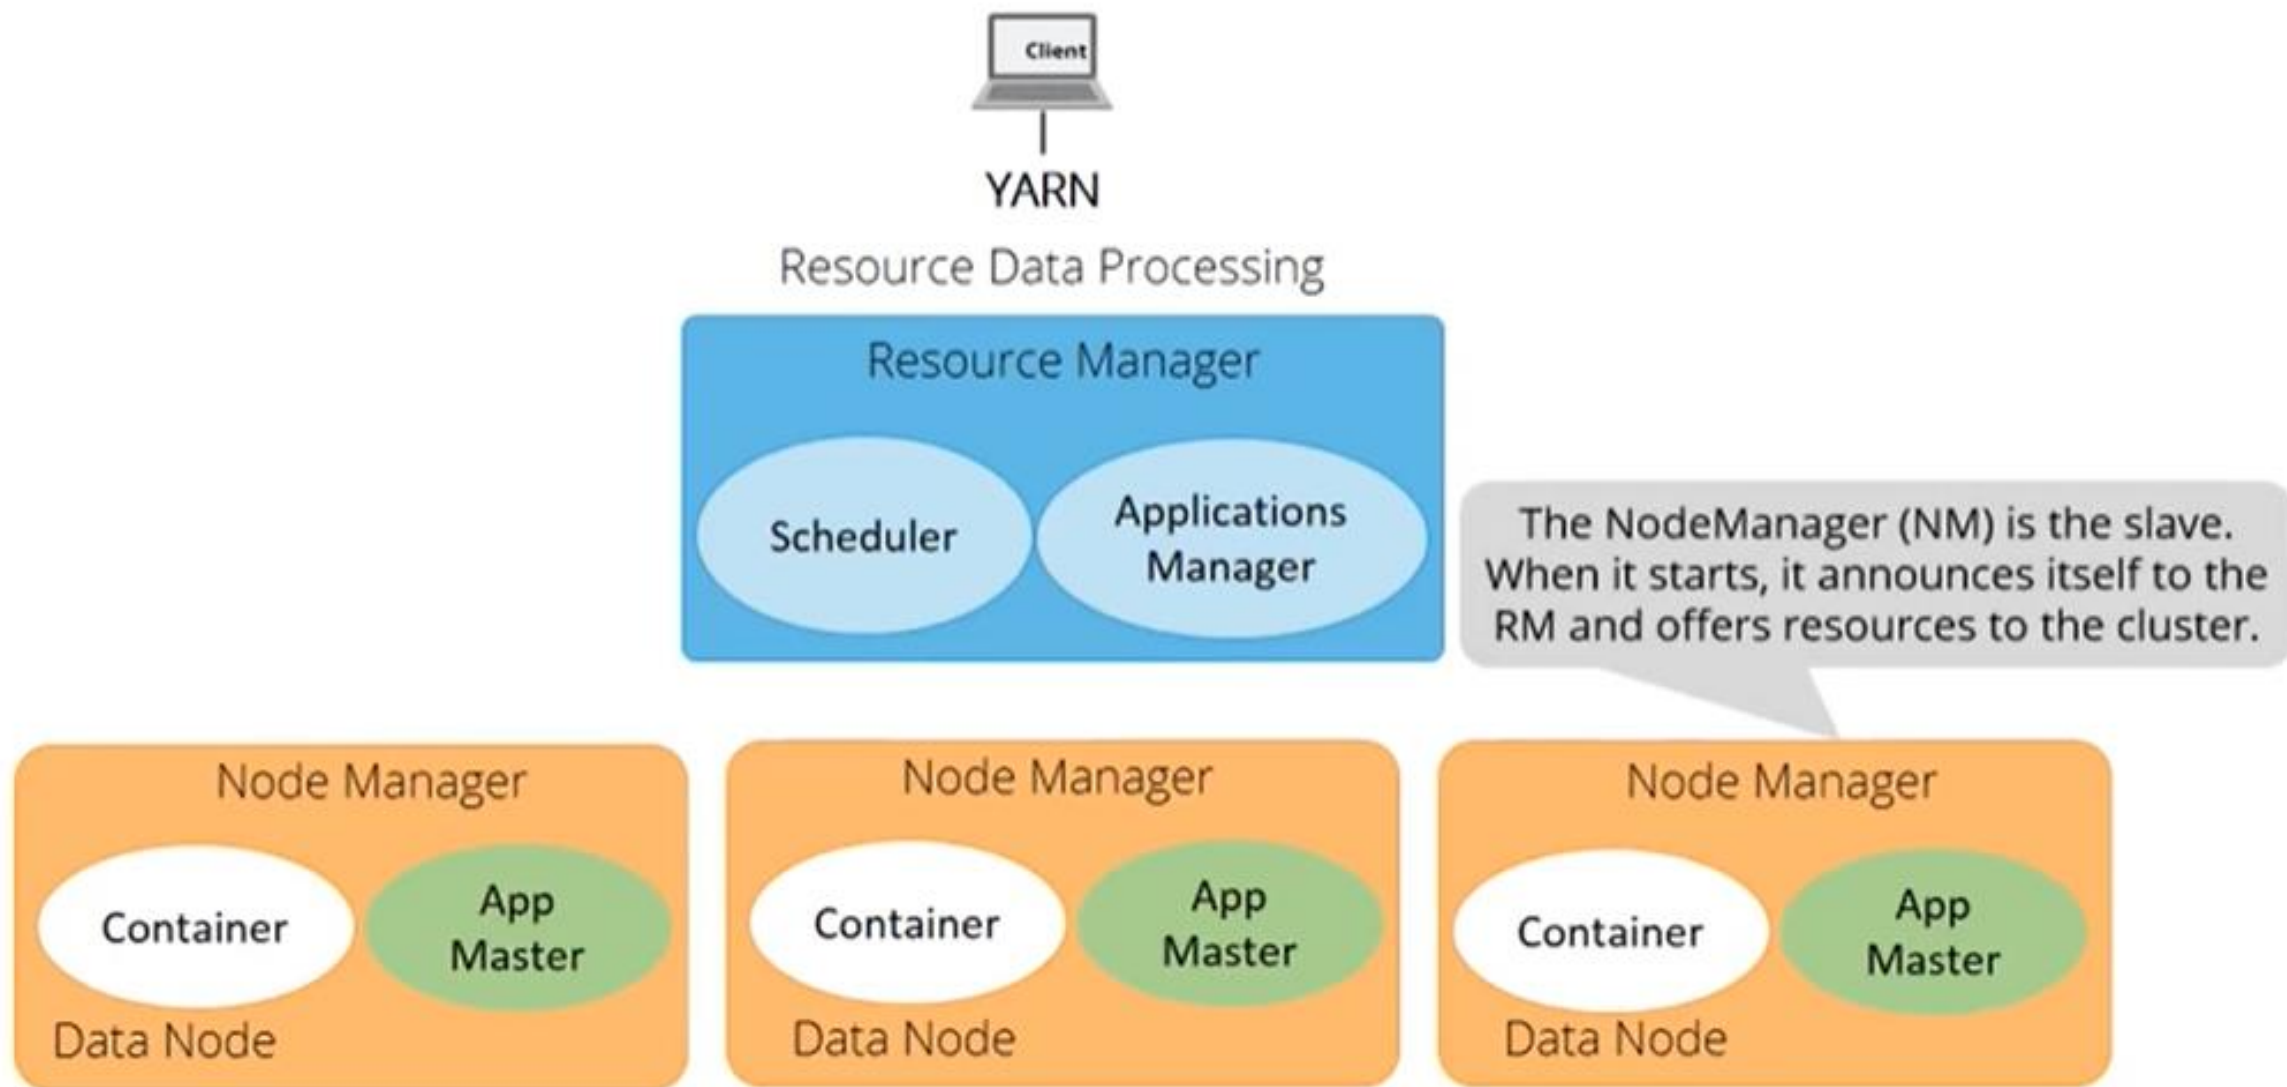 Client
YARN
Resource Data Processing
Resource Manager
Scheduler
Applications
Manager
The NodeManager (NM) is the slave.
When it starts, it announces itself to the
RM and offers resources to the cluster.
Node Manager
Container
App
Master
Data Node
Node Manager
Container
App
Master
Data Node
Node Manager
Container
App
Master
Data Node